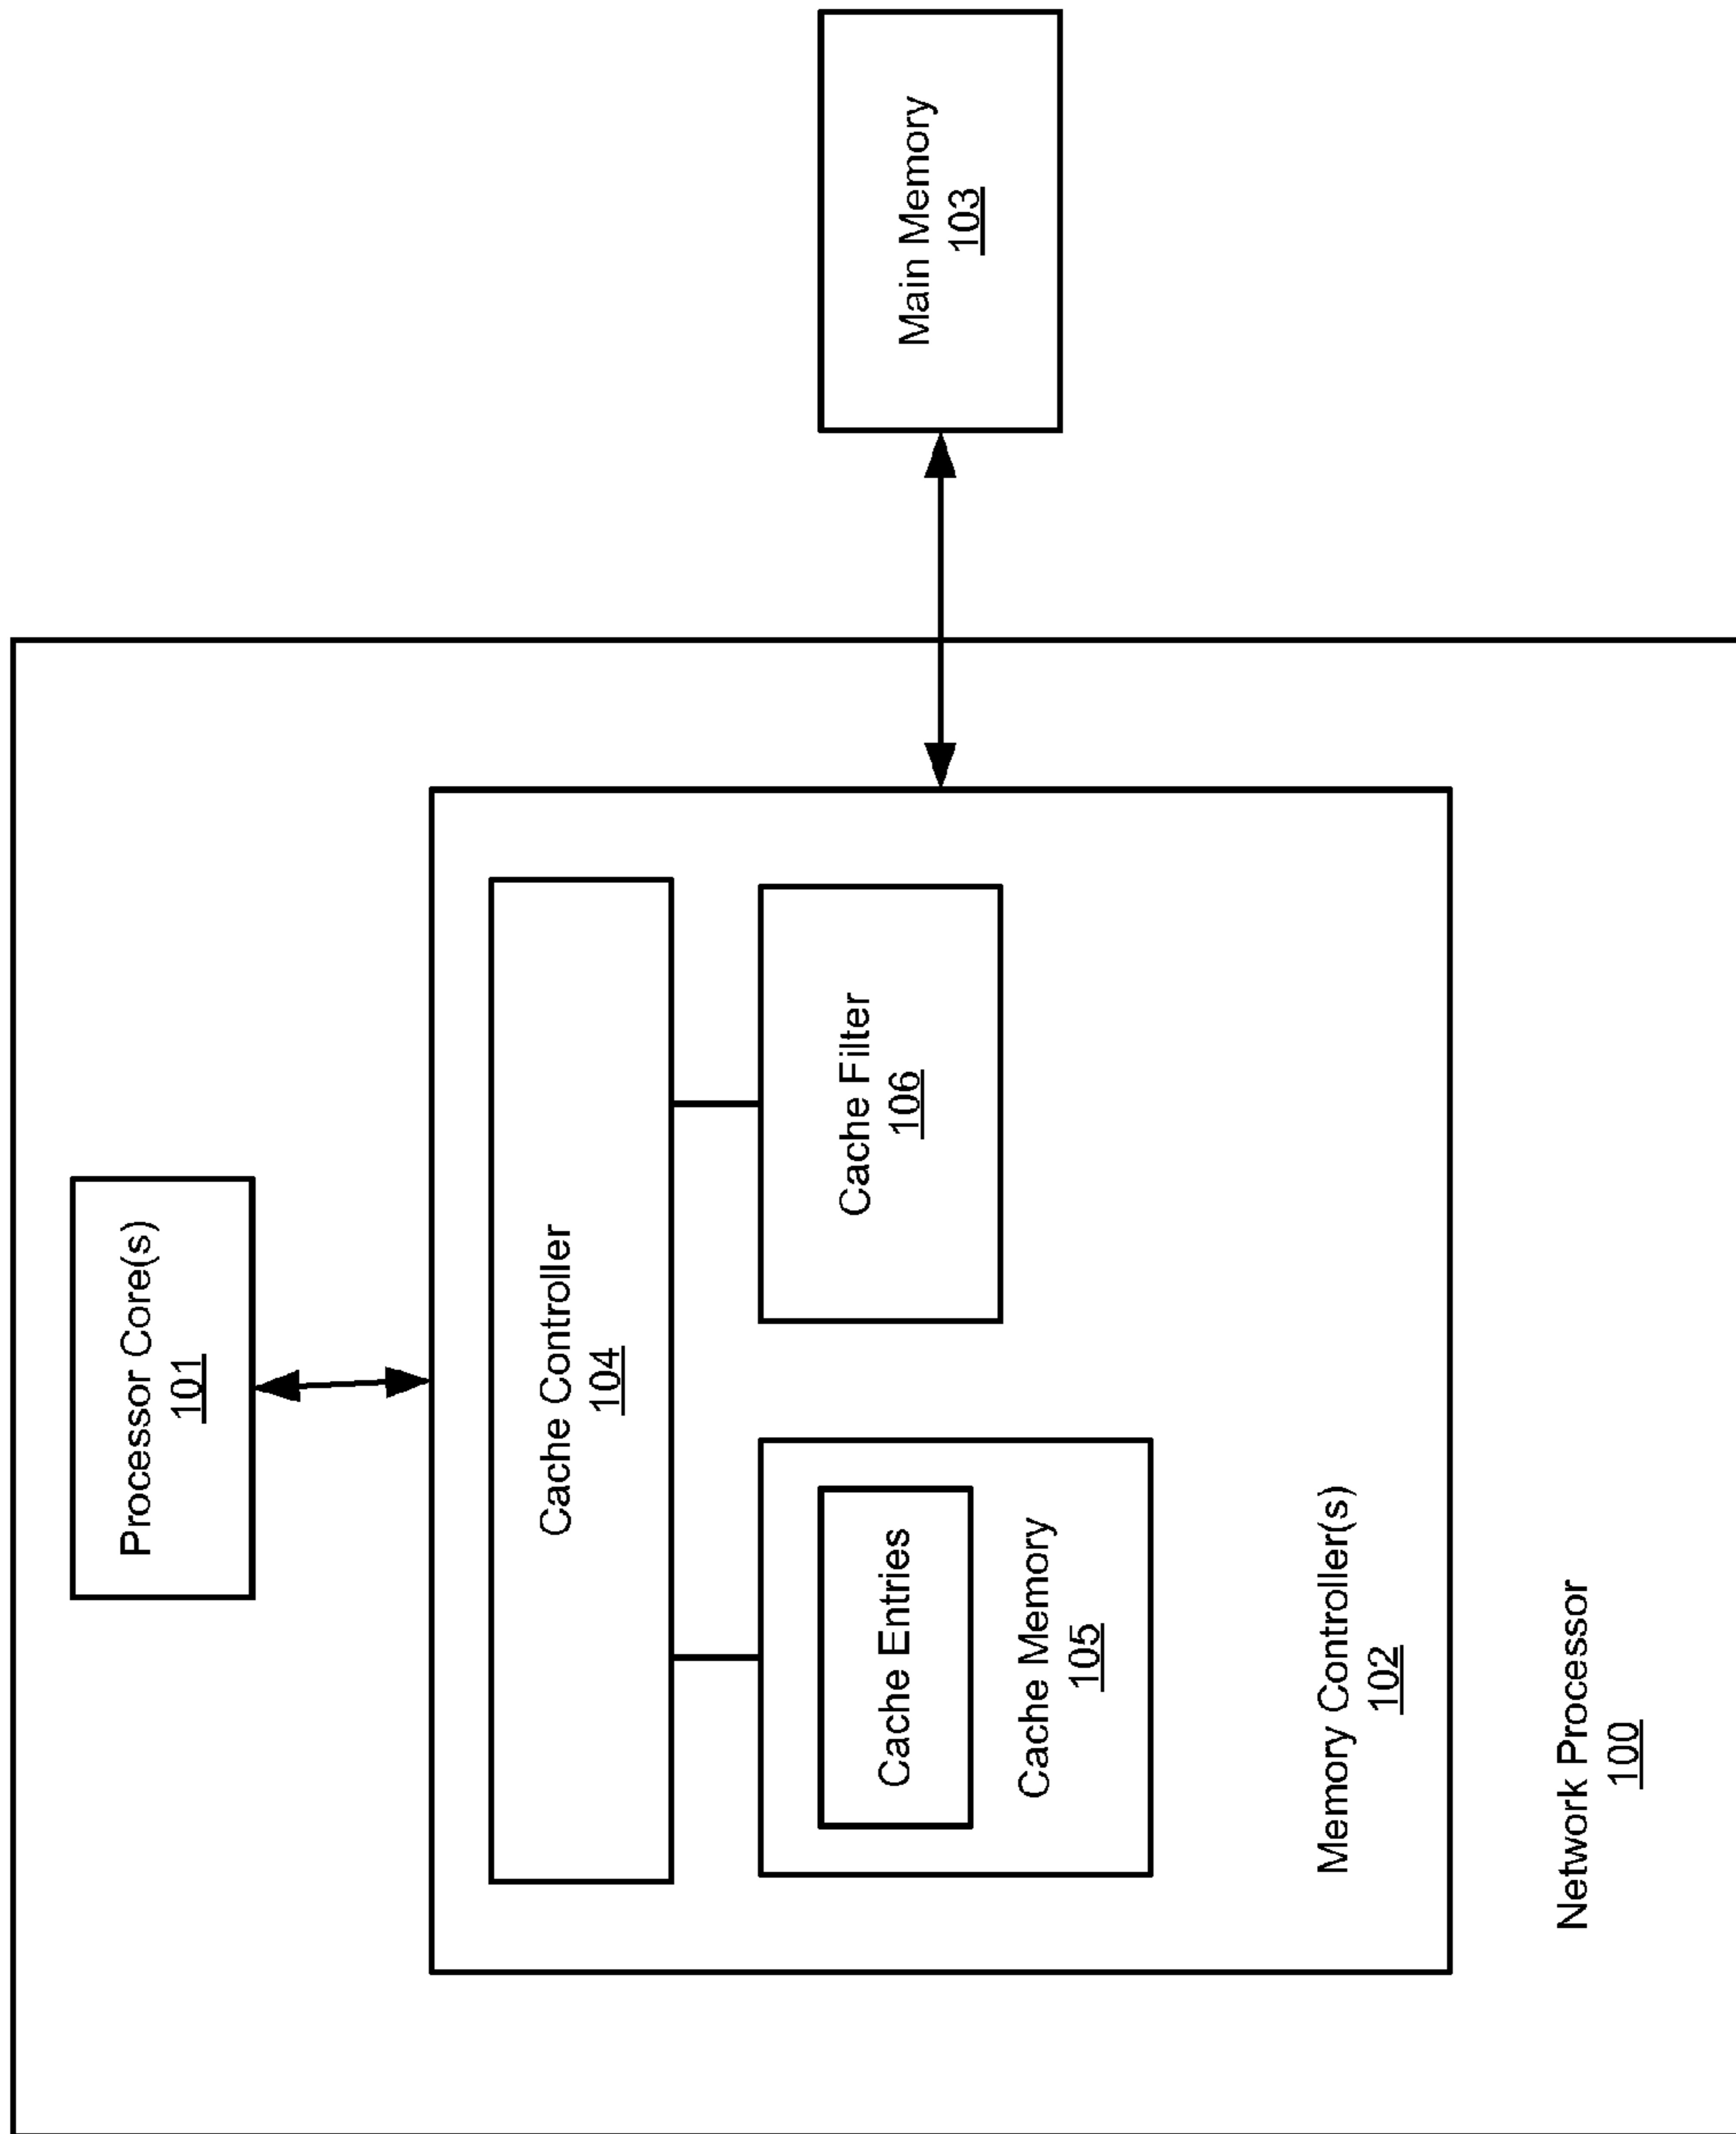 Processor Core(s)
101
Cache Controller
104
Cache Entries
Cache Memory
105
Cache Filter
106
Memory Controller(s)
102
Network Processor
100
Main Memory
103